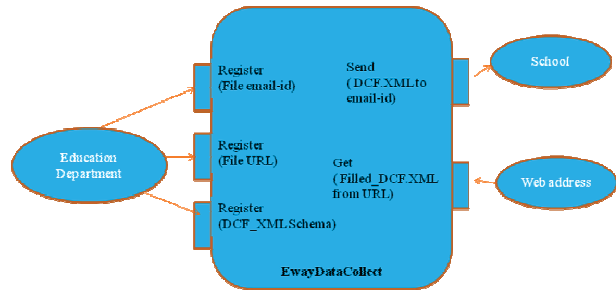 Education
Department
Register
(File email-id)
Register
(File URL)
Register
(DCF_XMLSchema)
Send
(DCF.XML to
email-id)
Get
(Filled_DCF.XML
from URL)
EwayDataCollect
School
Web address